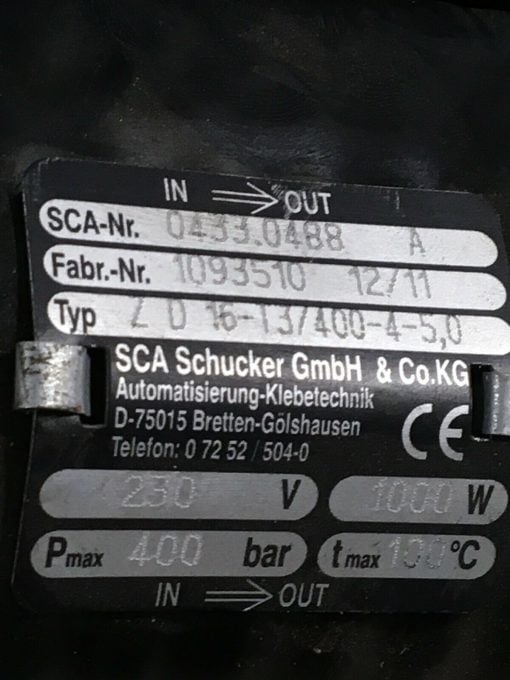 IN ⇒ OUT
SCA-Nr. 0433.0488 A
Fabr.-Nr. 1093510 12/11
Typ Z D 16-13/400-4-5,0
SCA Schucker GmbH & Co.KG
Automatisierung-Klebetechnik
D-75015 Bretten-Gölshausen
Telefon: 0 72 52 / 504-0
CE
230 V 1000 W
Pmax 400 bar tmax 100 °C
IN ⇒ OUT